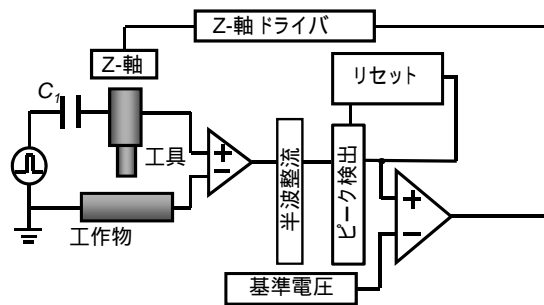 Z-軸ドライバ
Z-軸
リセット
C₁
工具
工作物
半波整流
ピーク検出
基準電圧